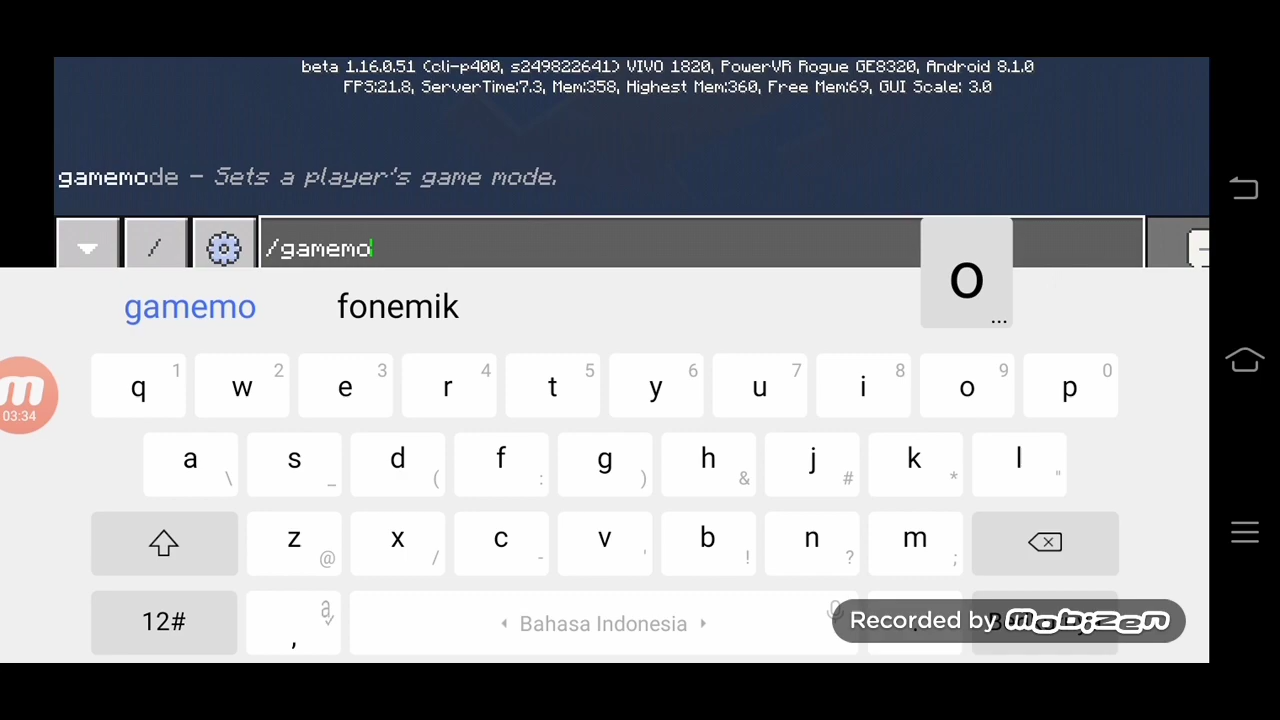 beta 1.16.0.51 (cli-p400, s249822641) VIVO 1820, PowerVR Rogue GE8320, Android 8.1.0
FPS:21.8, ServerTime:7.3, Mem:358, Highest Mem:360, Free Mem:69, GUI Scale: 3.0
gamemode - Sets a player's game mode.
/ /gamemo
o
...
gamemo fonemik
q 1 w 2 e 3 r 4 t 5 y 6 u 7 i 8 o 9 p 0
03:34
a \ s _ d ( f : g ) h & j # k * l "
z @ x / c - v ' b ! n ? m ;
12# , a Bahasa Indonesia .
Recorded by mobizen